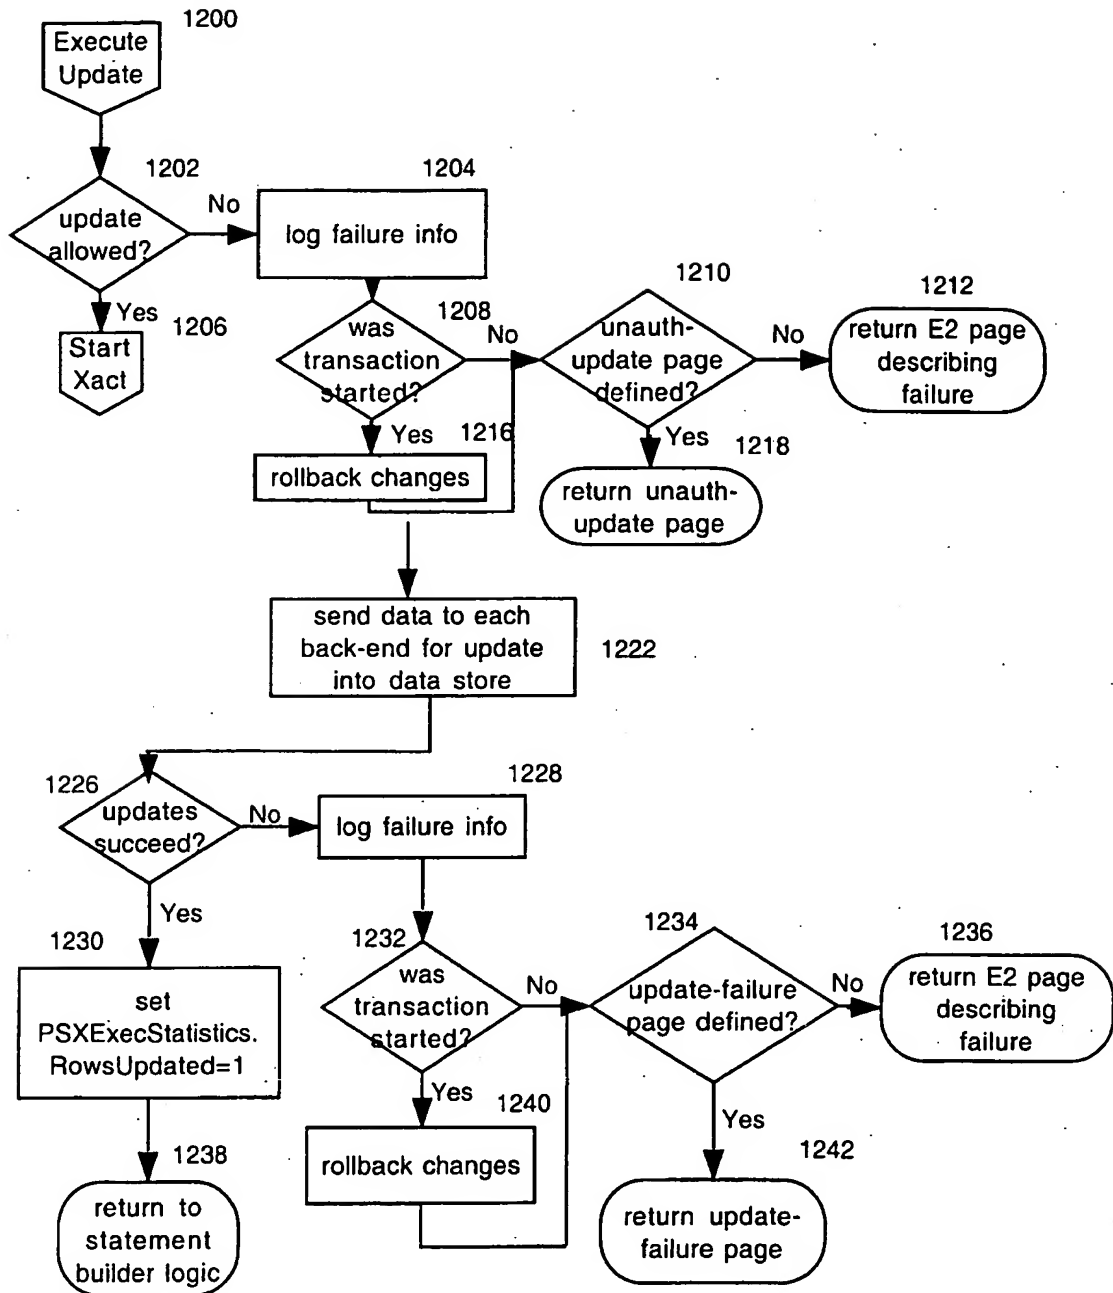 1200
Execute
Update
1202
update
allowed?
No
1204
log failure info
Yes
1206
Start
Xact
was
transaction
started?
1208
No
1210
unauth-
update page
defined?
No
1212
return E2 page
describing
failure
Yes
1216
rollback changes
Yes
1218
return unauth-
update page
send data to each
back-end for update
into data store
1222
1226
updates
succeed?
No
1228
log failure info
Yes
1230
set
PSXExecStatistics.
RowsUpdated=1
1232
was
transaction
started?
No
1234
update-failure
page defined?
No
1236
return E2 page
describing
failure
Yes
1240
rollback changes
Yes
1242
return update-
failure page
1238
return to
statement
builder logic